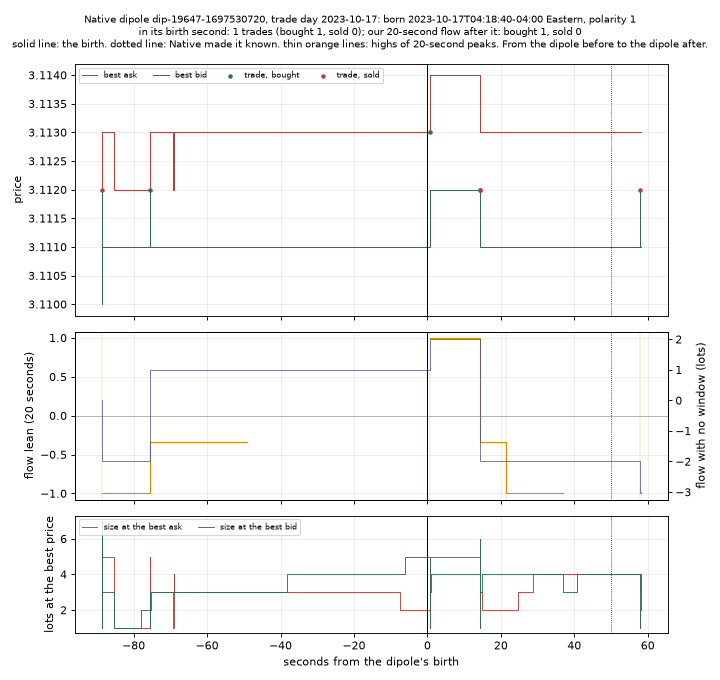 Native dipole dip-19647-1697530720, trade day 2023-10-17: born 2023-10-17T04:18:40-04:00 Eastern, polarity 1
in its birth second: 1 trades (bought 1, sold 0); our 20-second flow after it: bought 1, sold 0
solid line: the birth. dotted line: Native made it known. thin orange lines: highs of 20-second peaks. From the dipole before to the dipole after.
best ask best bid trade, bought trade, sold
3.1140
3.1135
3.1130
3.1125
3.1120
3.1115
3.1110
3.1105
3.1100
price
1.0
0.5
0.0
−0.5
−1.0
flow lean (20 seconds)
2
1
0
−1
−2
−3
flow with no window (lots)
size at the best ask size at the best bid
6
4
2
lots at the best price
−80 −60 −40 −20 0 20 40 60
seconds from the dipole's birth